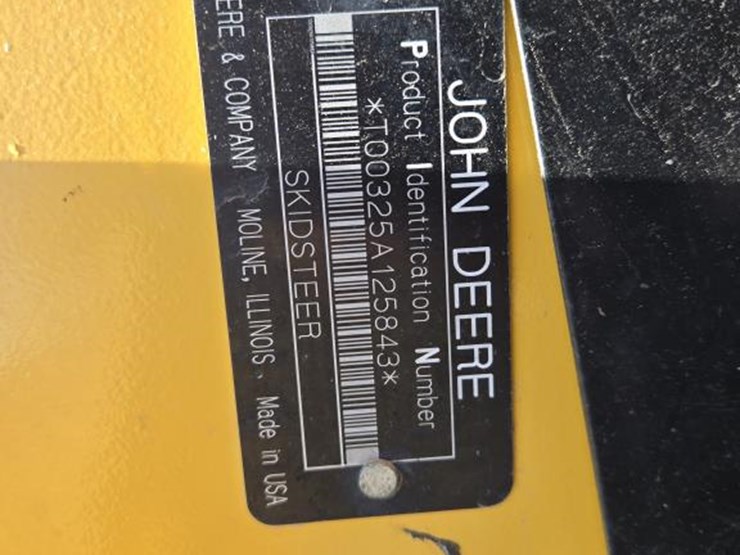 JOHN DEERE
Product Identification Number
*T00325A125843*
SKIDSTEER
ERE & COMPANY MOLINE, ILLINOIS Made in USA